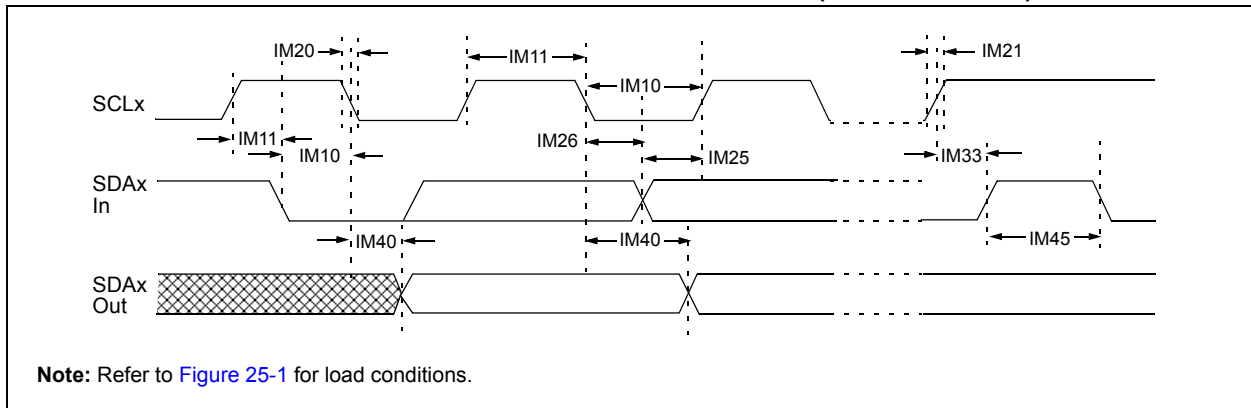 IM20
IM11
IM21
IM10
SCLx
IM11
IM10
IM26
IM25
IM33
SDAx
In
IM40
IM40
IM45
SDAx
Out
Note: Refer to Figure 25-1 for load conditions.